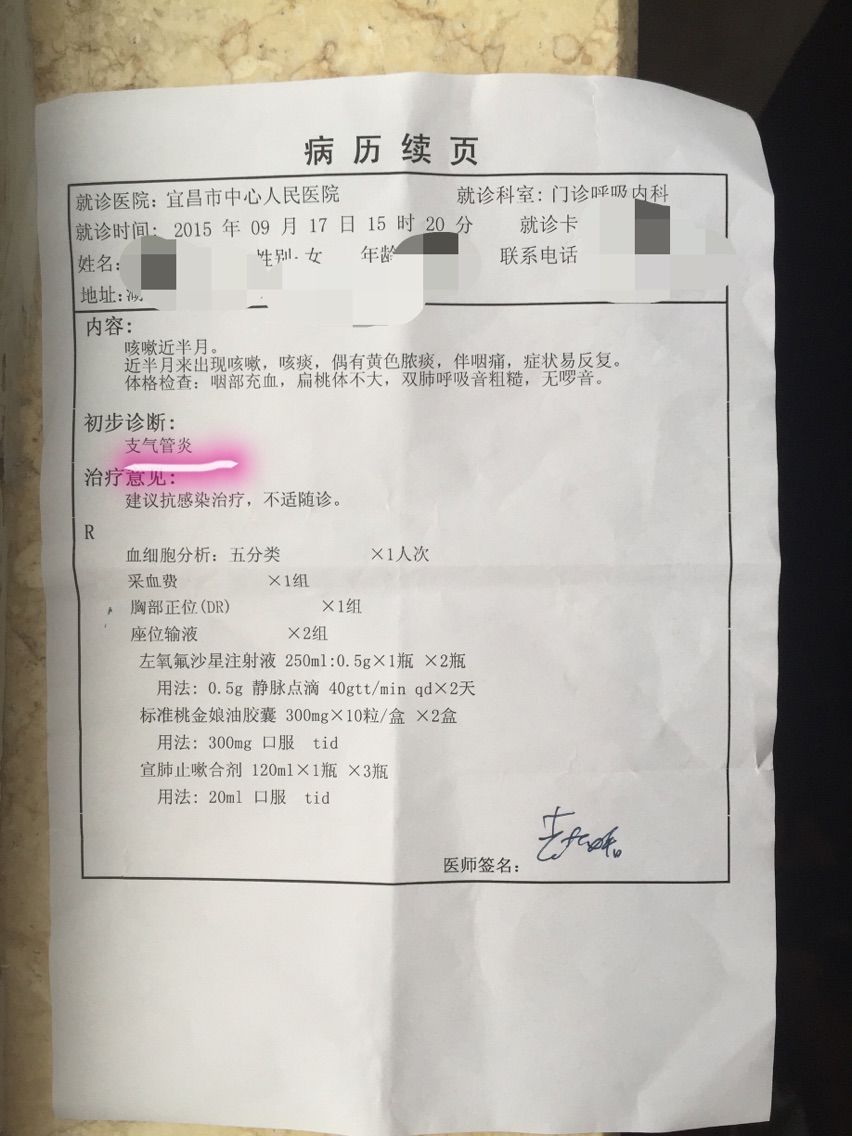 病历续页
就诊医院: 宜昌市中心人民医院 就诊科室: 门诊呼吸内科
就诊时间: 2015 年 09 月 17 日 15 时 20 分 就诊卡
姓名: 性别: 女 年龄 联系电话
地址:
内容:
咳嗽近半月。
近半月来出现咳嗽, 咳痰, 偶有黄色脓痰, 伴咽痛, 症状易反复。
体格检查: 咽部充血, 扁桃体不大, 双肺呼吸音粗糙, 无啰音。
初步诊断:
支气管炎
治疗意见:
建议抗感染治疗, 不适随诊。
R
血细胞分析: 五分类 ×1人次
采血费 ×1组
胸部正位(DR) ×1组
座位输液 ×2组
左氧氟沙星注射液 250ml:0.5g×1瓶 ×2瓶
用法: 0.5g 静脉点滴 40gtt/min qd×2天
标准桃金娘油胶囊 300mg×10粒/盒 ×2盒
用法: 300mg 口服 tid
宣肺止嗽合剂 120ml×1瓶 ×3瓶
用法: 20ml 口服 tid
医师签名: